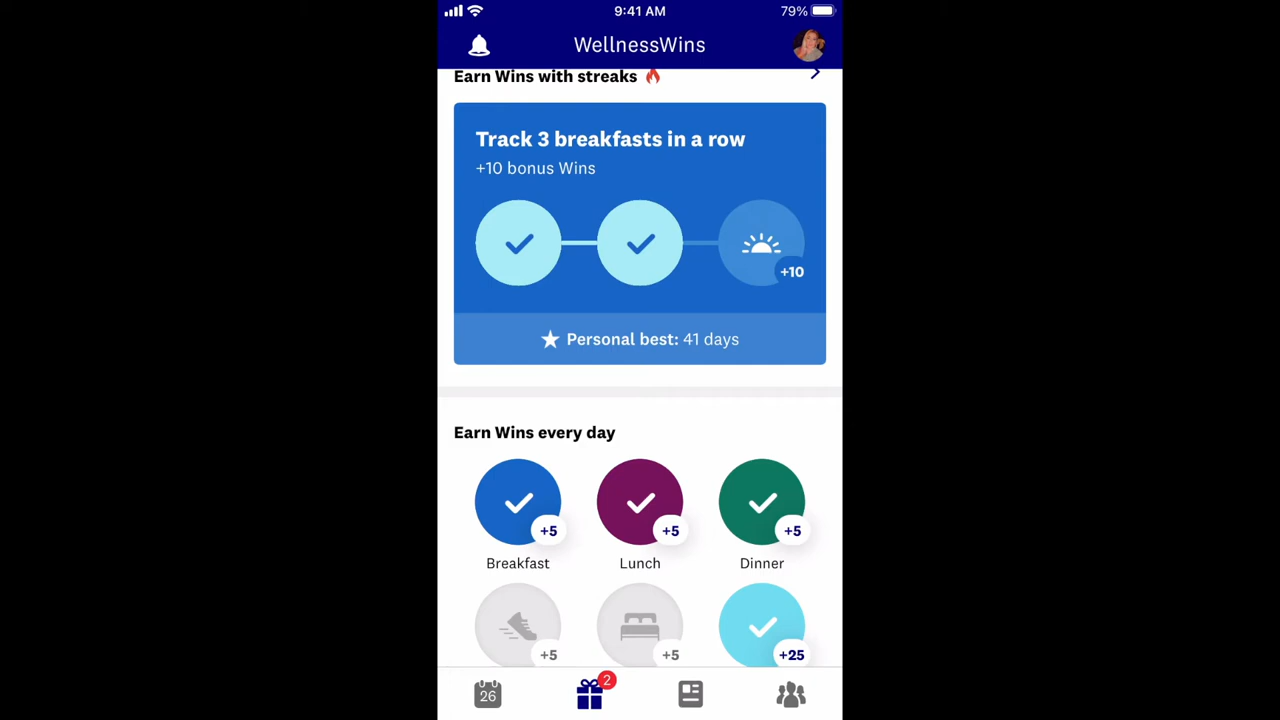 9:41 AM
79%
WellnessWins
Earn Wins with streaks
Track 3 breakfasts in a row
+10 bonus Wins
+10
Personal best: 41 days
Earn Wins every day
+5 +5 +5
Breakfast Lunch Dinner
+5 +5 +25
26
2